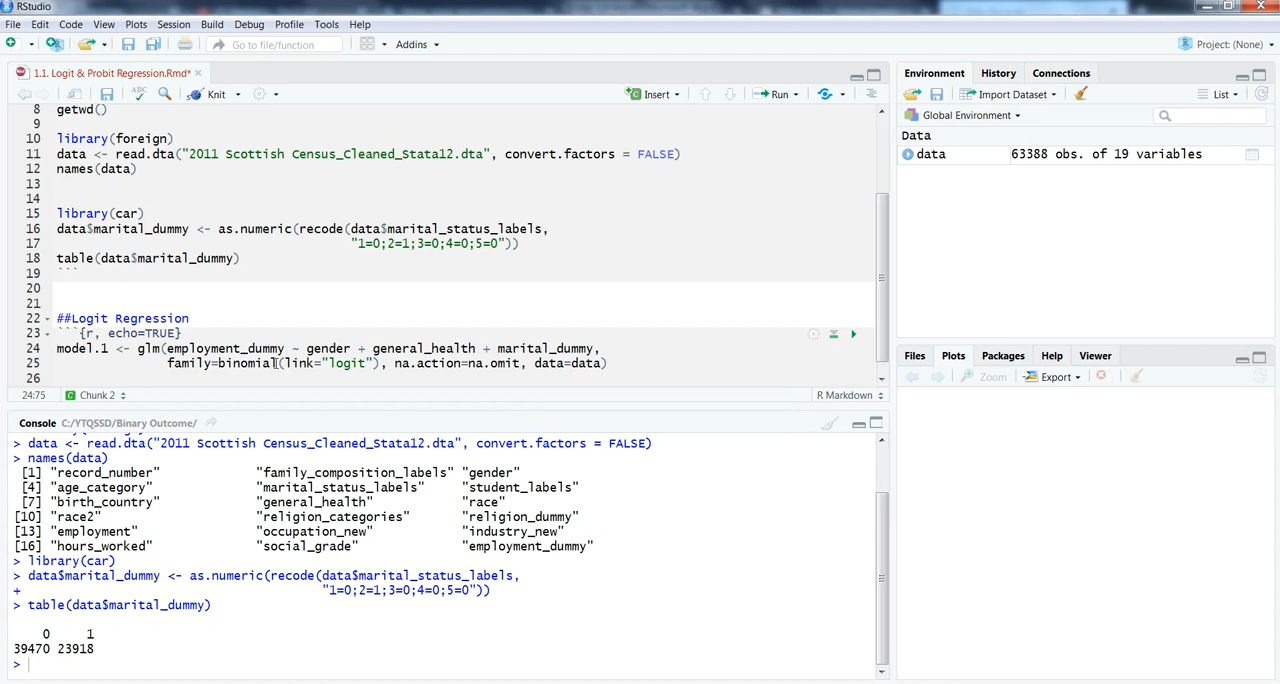 RStudio
File Edit Code View Plots Session Build Debug Profile Tools Help
Go to file/function Addins Project: (None)
1.1. Logit & Probit Regression.Rmd*
ABC Knit Insert Run
8 getwd()
9
10 library(foreign)
11 data <- read.dta("2011 Scottish Census_Cleaned_Stata12.dta", convert.factors = FALSE)
12 names(data)
13
14
15 library(car)
16 data$marital_dummy <- as.numeric(recode(data$marital_status_labels,
17 "1=0;2=1;3=0;4=0;5=0"))
18 table(data$marital_dummy)
19 ```
20
21
22 ##Logit Regression
23 ```{r, echo=TRUE}
24 model.1 <- glm(employment_dummy ~ gender + general_health + marital_dummy,
25 family=binomial(link="logit"), na.action=na.omit, data=data)
26
24:75 Chunk 2 R Markdown
Console C:/YTQSSD/Binary Outcome/
> data <- read.dta("2011 Scottish Census_Cleaned_Stata12.dta", convert.factors = FALSE)
> names(data)
[1] "record_number" "family_composition_labels" "gender"
[4] "age_category" "marital_status_labels" "student_labels"
[7] "birth_country" "general_health" "race"
[10] "race2" "religion_categories" "religion_dummy"
[13] "employment" "occupation_new" "industry_new"
[16] "hours_worked" "social_grade" "employment_dummy"
> library(car)
> data$marital_dummy <- as.numeric(recode(data$marital_status_labels,
+ "1=0;2=1;3=0;4=0;5=0"))
> table(data$marital_dummy)
0 1
39470 23918
>
Environment History Connections
Import Dataset List
Global Environment
Data
data 63388 obs. of 19 variables
Files Plots Packages Help Viewer
Zoom Export